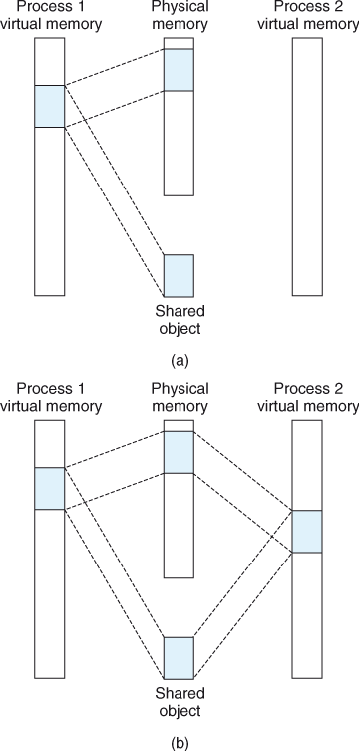 Process 1 Physical Process 2
virtual memory memory virtual memory
Shared
object
(a)
Process 1 Physical Process 2
virtual memory memory virtual memory
Shared
object
(b)